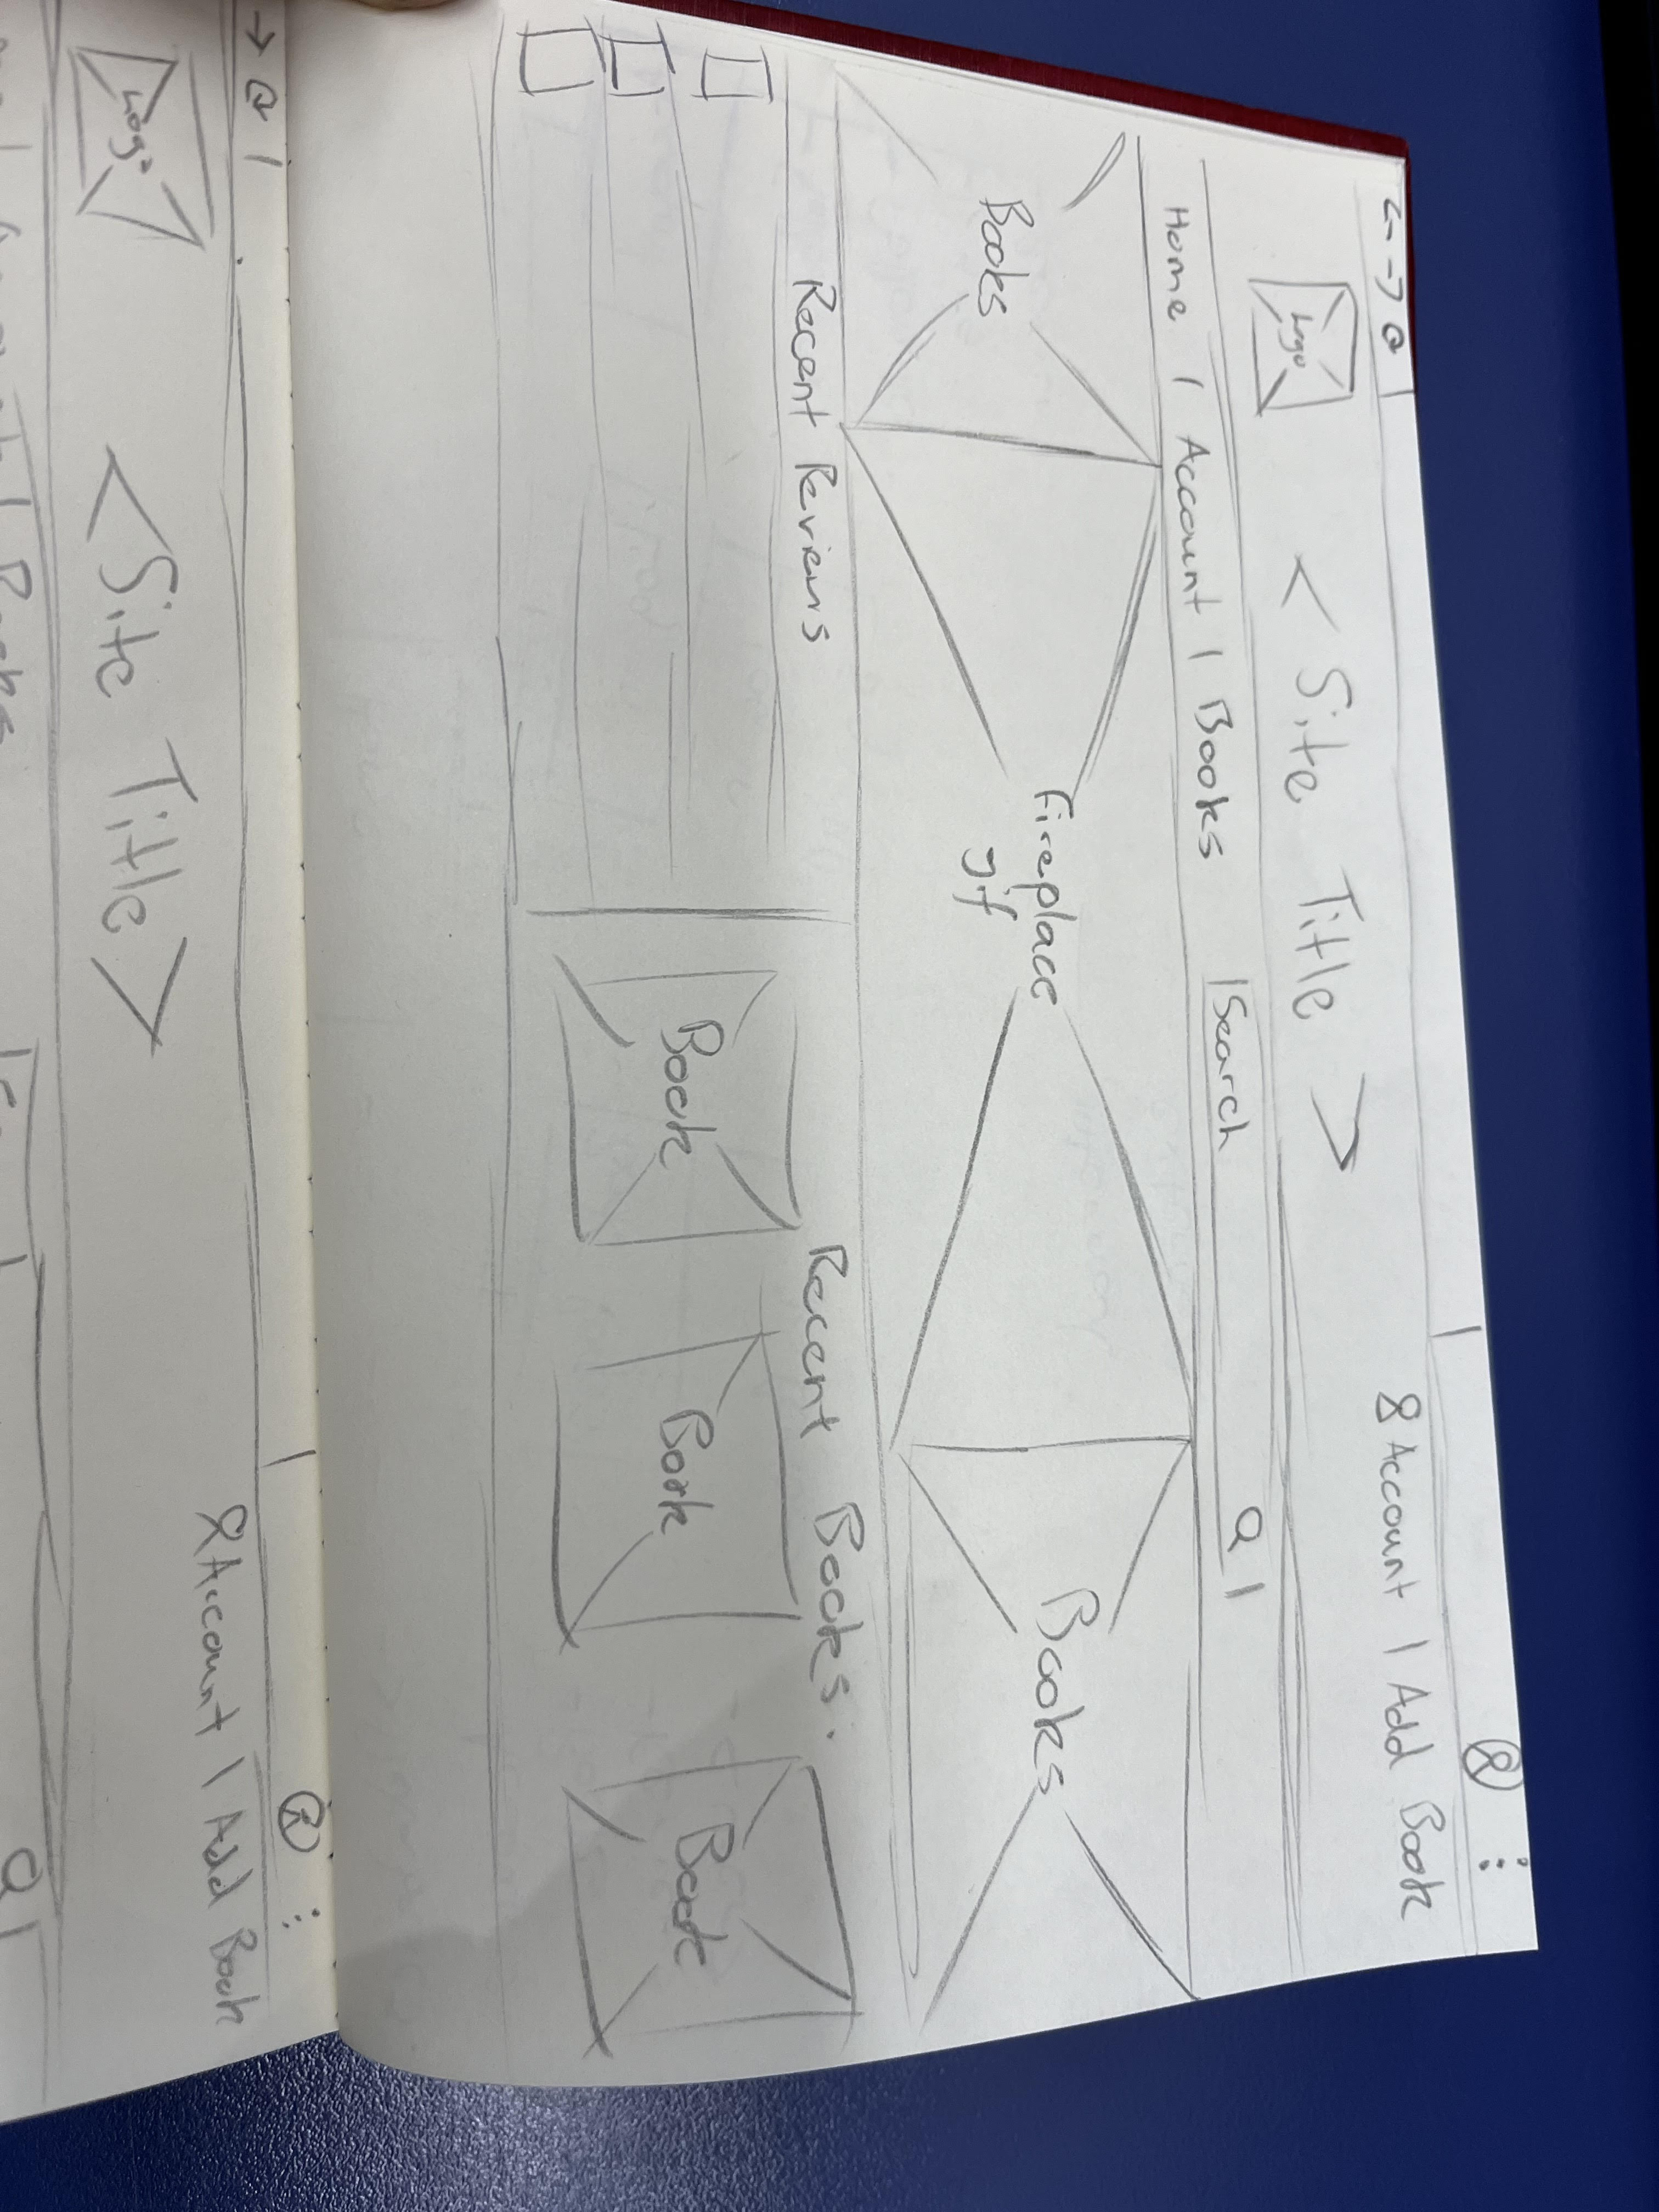 Account | Add Book
Logo
< Site Title >
Home | Account | Books
Search
Books
Fireplace
gif
Books
Recent Reviews
Recent Books.
Book
Book
Book
Account | Add Book
Logo
<Site Title>